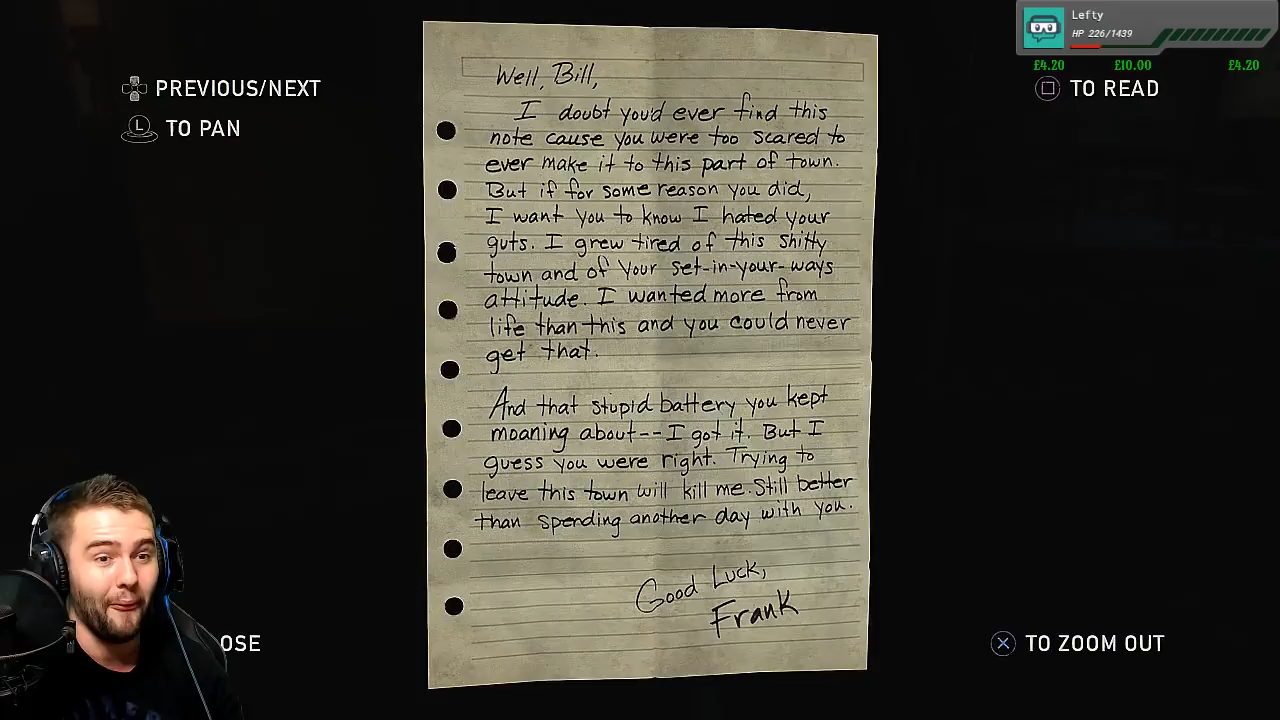 Lefty
HP 226/1439
£4.20 £10.00 £4.20
PREVIOUS/NEXT
TO PAN
TO READ
Well, Bill,
I doubt you'd ever find this
note cause you were too scared to
ever make it to this part of town.
But if for some reason you did,
I want you to know I hated your
guts. I grew tired of this shitty
town and of your set-in-your-ways
attitude. I wanted more from
life than this and you could never
get that.
And that stupid battery you kept
moaning about--I got it. But I
guess you were right. Trying to
leave this town will kill me. Still better
than spending another day with you.
Good Luck,
Frank
OSE
TO ZOOM OUT